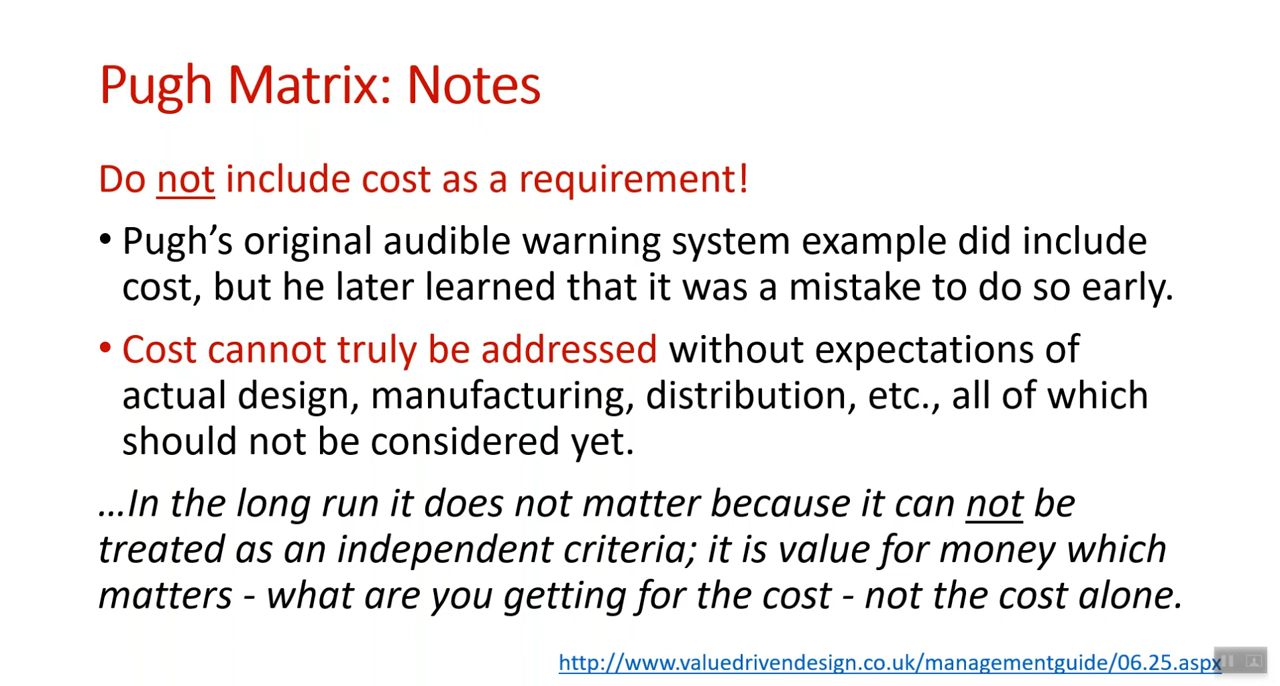 Pugh Matrix: Notes
Do not include cost as a requirement!
• Pugh's original audible warning system example did include
cost, but he later learned that it was a mistake to do so early.
• Cost cannot truly be addressed without expectations of
actual design, manufacturing, distribution, etc., all of which
should not be considered yet.
…In the long run it does not matter because it can not be
treated as an independent criteria; it is value for money which
matters - what are you getting for the cost - not the cost alone.
http://www.valuedrivendesign.co.uk/managementguide/06.25.aspx